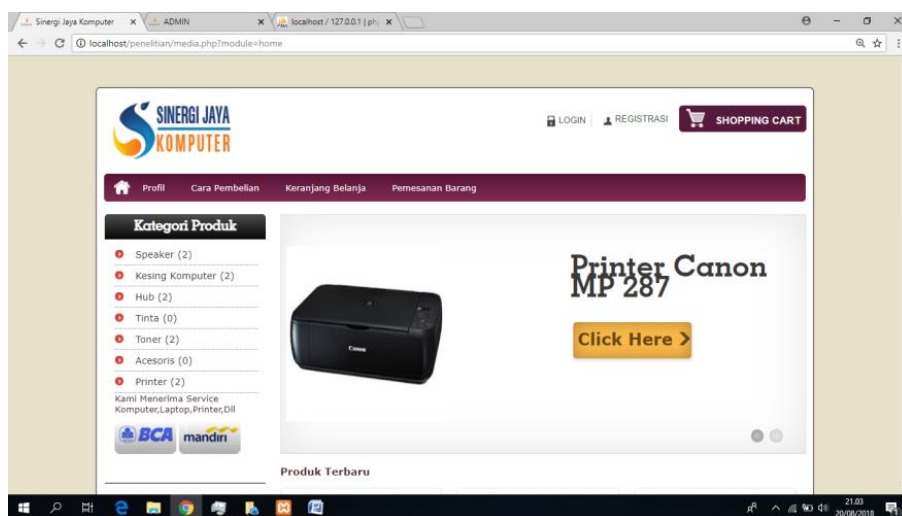 Sinergi Jaya Komputer
ADMIN
localhost / 127.0.0.1 | ph
localhost/penelitian/media.php?module=home
SINERGI JAYA
KOMPUTER
LOGIN
REGISTRASI
SHOPPING CART
Profil
Cara Pembelian
Keranjang Belanja
Pemesanan Barang
Kategori Produk
Speaker (2)
Kesing Komputer (2)
Hub (2)
Tinta (0)
Toner (2)
Acesoris (0)
Printer (2)
Kami Menerima Service
Komputer,Laptop,Printer,Dll
BCA
mandiri
Canon
Printer Canon
MP 287
Click Here
Produk Terbaru
21.03
20/08/2018